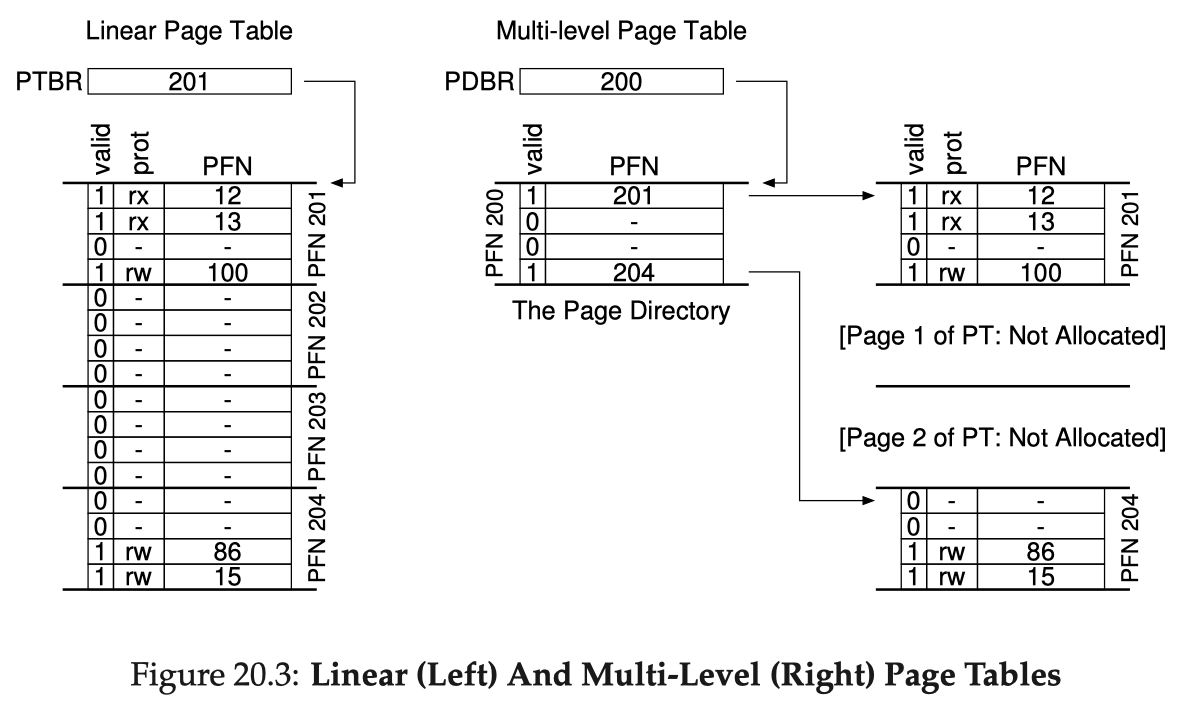 Linear Page Table
PTBR 201
valid prot PFN
1 rx 12
1 rx 13
0 - -
1 rw 100
PFN 201
0 - -
0 - -
0 - -
0 - -
PFN 202
0 - -
0 - -
0 - -
0 - -
PFN 203
0 - -
0 - -
1 rw 86
1 rw 15
PFN 204
Multi-level Page Table
PDBR 200
valid PFN
PFN 200
1 201
0 -
0 -
1 204
The Page Directory
valid prot PFN
1 rx 12
1 rx 13
0 - -
1 rw 100
PFN 201
[Page 1 of PT: Not Allocated]
[Page 2 of PT: Not Allocated]
0 - -
0 - -
1 rw 86
1 rw 15
PFN 204
Figure 20.3: Linear (Left) And Multi-Level (Right) Page Tables